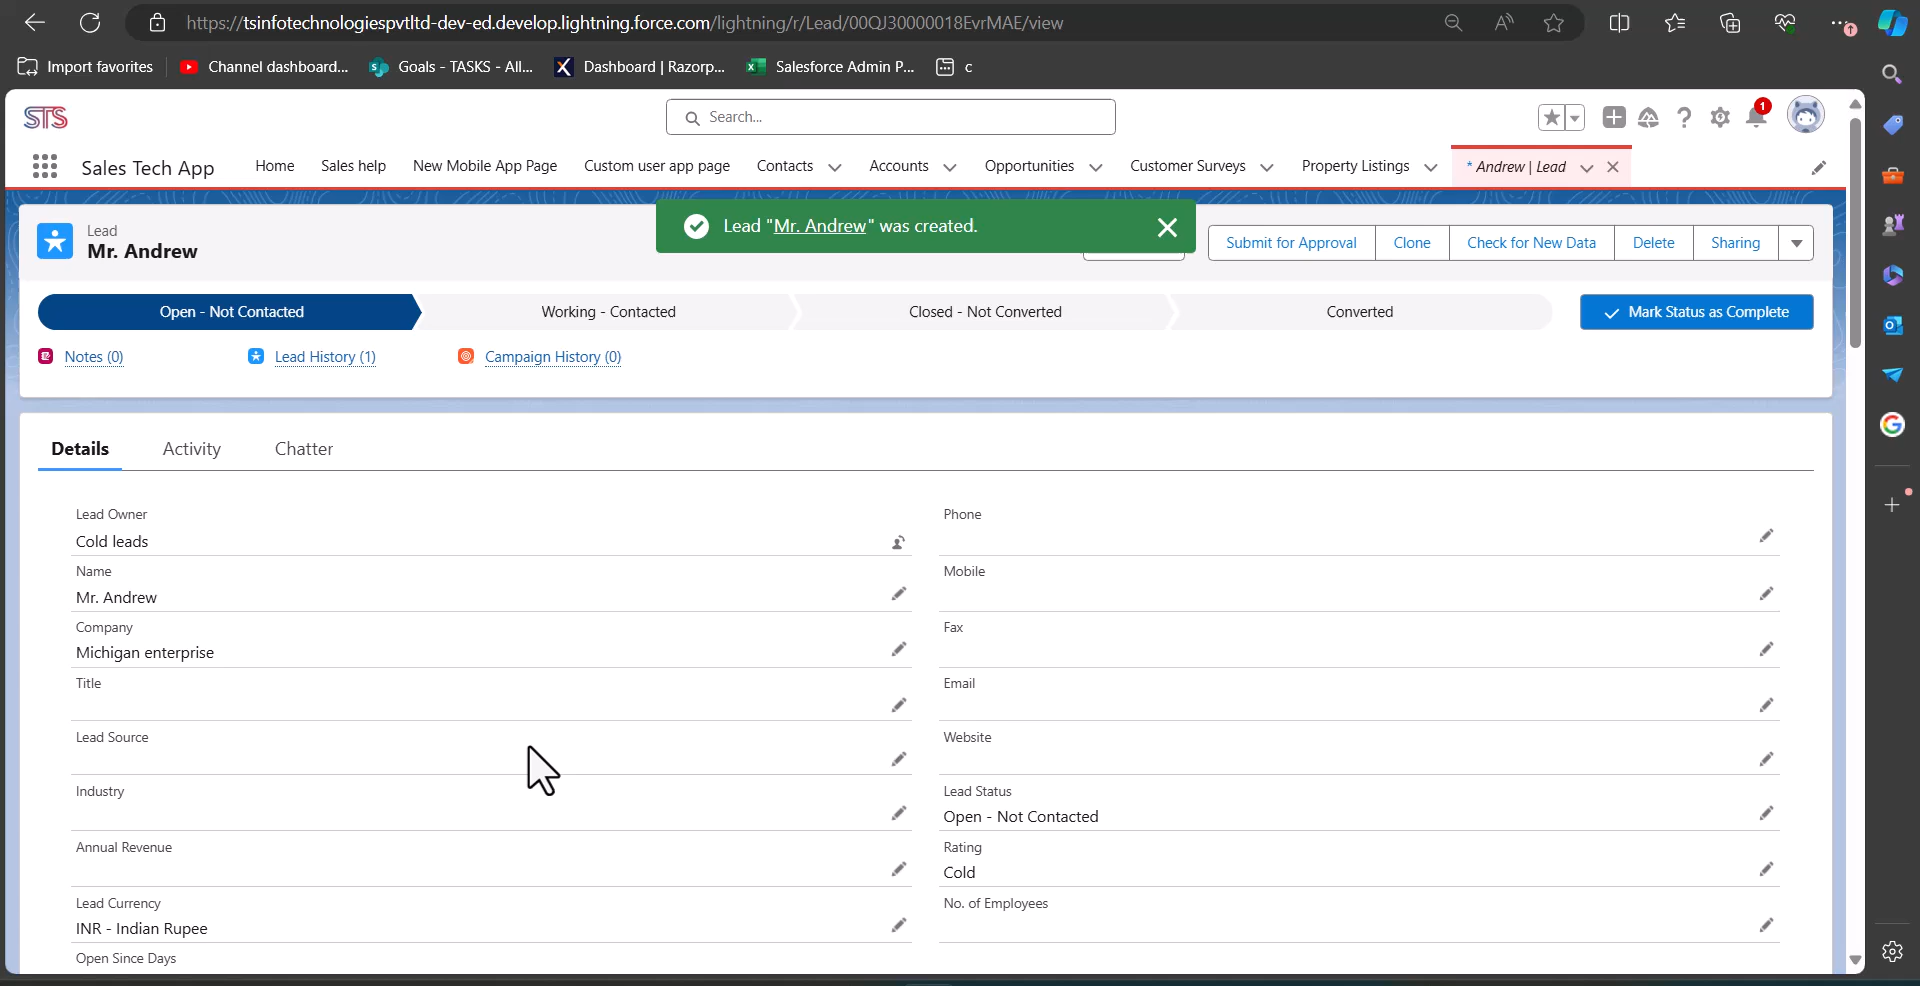 https://tsinfotechnologiespvtltd-dev-ed.develop.lightning.force.com/lightning/r/Lead/00QJ30000018EvrMAE/view
Import favorites Channel dashboard... Goals - TASKS - All... Dashboard | Razorp... Salesforce Admin P... c
STS Search... 1
Sales Tech App Home Sales help New Mobile App Page Custom user app page Contacts Accounts Opportunities Customer Surveys Property Listings * Andrew | Lead
Lead
Mr. Andrew
Lead "Mr. Andrew" was created.
Submit for Approval Clone Check for New Data Delete Sharing
Open - Not Contacted Working - Contacted Closed - Not Converted Converted Mark Status as Complete
Notes (0) Lead History (1) Campaign History (0)
Details Activity Chatter
Lead Owner Phone
Cold leads
Name Mobile
Mr. Andrew
Company Fax
Michigan enterprise
Title Email
Lead Source Website
Industry Lead Status
Open - Not Contacted
Annual Revenue Rating
Cold
Lead Currency No. of Employees
INR - Indian Rupee
Open Since Days